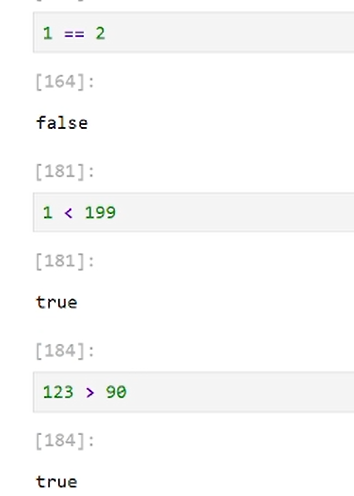 1 == 2
[164]:
false
[181]:
1 < 199
[181]:
true
[184]:
123 > 90
[184]:
true